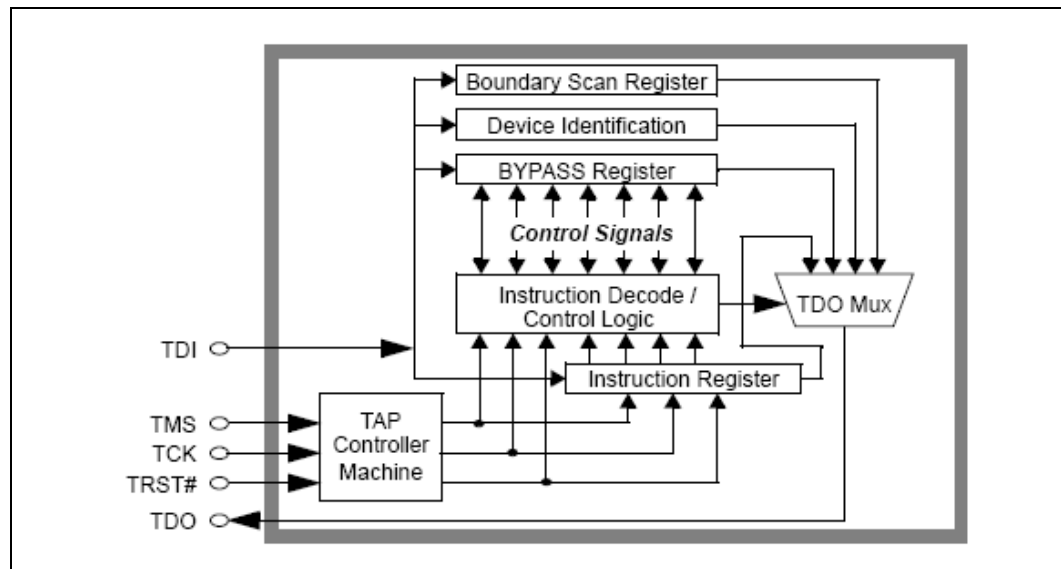 Boundary Scan Register
Device Identification
BYPASS Register
Control Signals
Instruction Decode /
Control Logic
TDO Mux
TDI
Instruction Register
TMS
TCK
TRST#
TDO
TAP
Controller
Machine